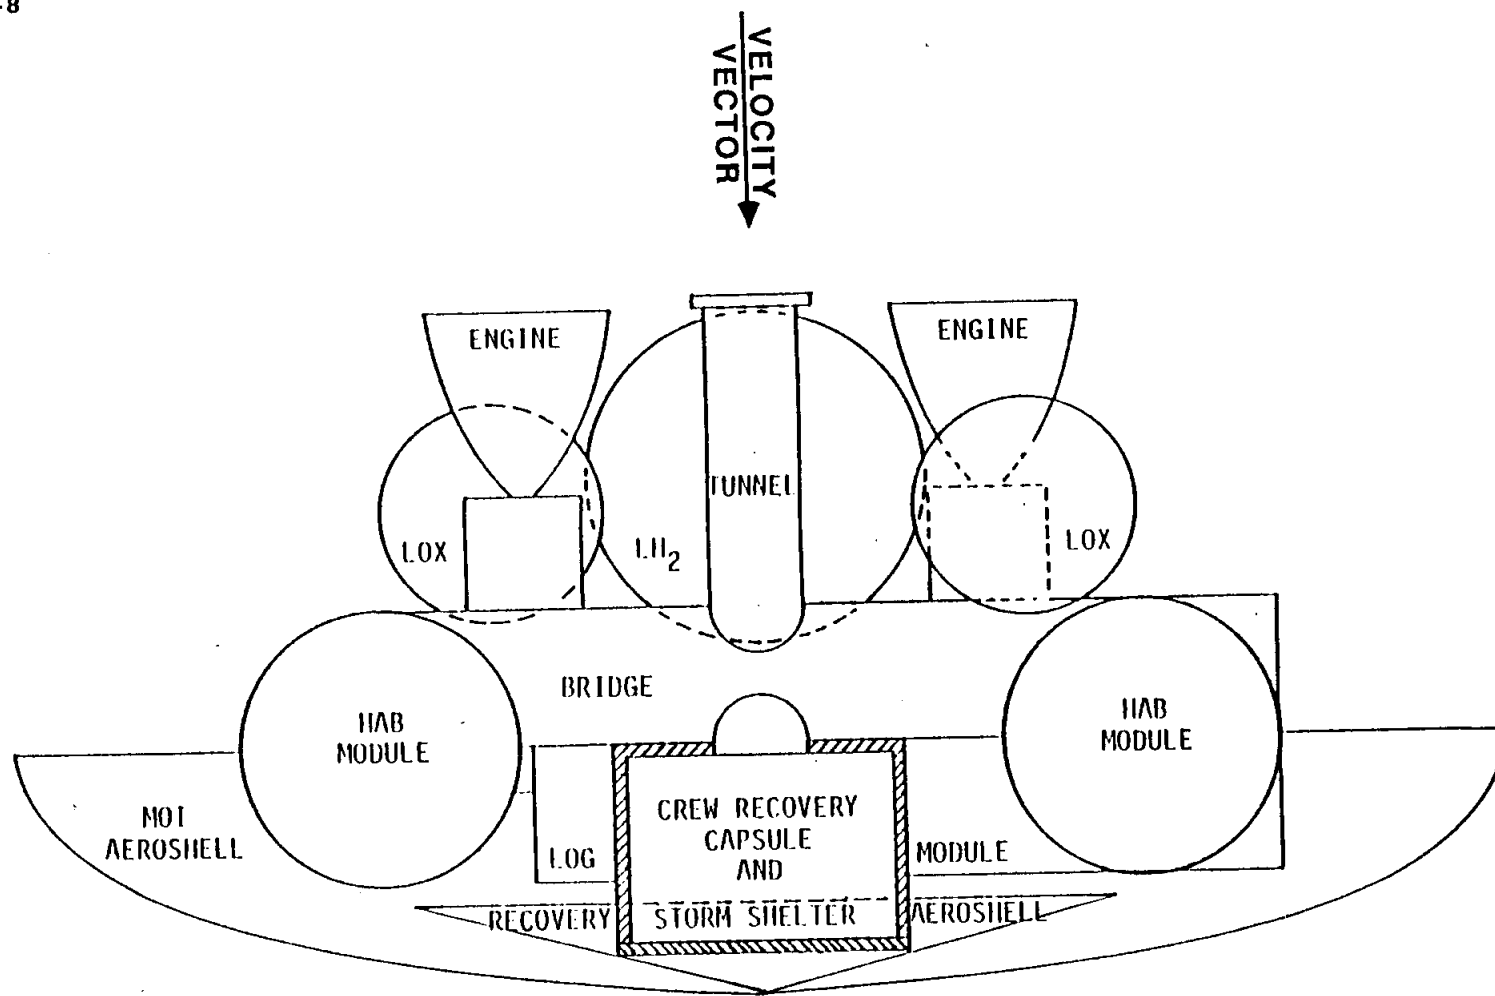 -8
VELOCITY
VECTOR
ENGINE
ENGINE
TUNNEL
LOX
LH2
LOX
BRIDGE
HAB
MODULE
HAB
MODULE
MOI
AEROSHELL
CREW RECOVERY
CAPSULE
AND
LOG
MODULE
RECOVERY
STORM SHELTER
AEROSHELL